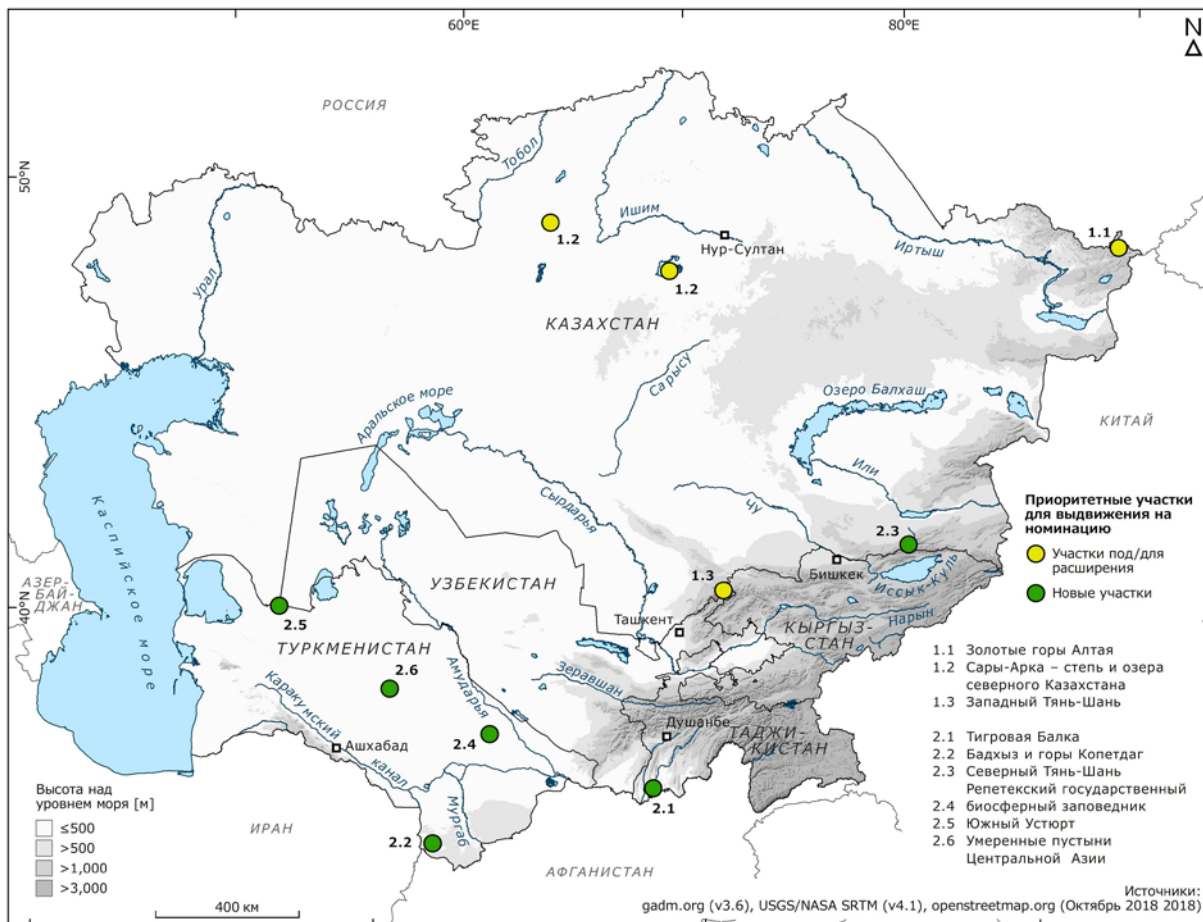 60°E
80°E
N
РОССИЯ
50°N
Тобол
Ишим
1.2
Нур-Султан
Иртыш
1.1
Урал
1.2
КАЗАХСТАН
Сарысу
Озеро Балхаш
Аральское море
КИТАЙ
Или
Сырдарья
Чу
Каспийское море
2.3
Приоритетные участки
для выдвижения на
номинацию
Участки под/для
расширения
Новые участки
АЗЕР-
БАЙ-
ДЖАН
40°N
УЗБЕКИСТАН
1.3
Бишкек
Иссык-Куль
2.5
Ташкент
Нарын
КЫРГЫЗ-
СТАН
ТУРКМЕНИСТАН
2.6
Амударья
Зеравшан
Каракумский
канал
Ашхабад
2.4
Душанбе
ТАДЖИ-
КИСТАН
1.1 Золотые горы Алтая
1.2 Сары-Арка – степь и озера
северного Казахстана
1.3 Западный Тянь-Шань
2.1 Тигровая Балка
2.2 Бадхыз и горы Копетдаг
2.3 Северный Тянь-Шань
Репетекский государственный
2.4 биосферный заповедник
2.5 Южный Устюрт
2.6 Умеренные пустыни
Центральной Азии
Высота над
уровнем моря [м]
≤500
>500
>1,000
>3,000
ИРАН
Мургаб
2.2
2.1
АФГАНИСТАН
400 км
Источники:
gadm.org (v3.6), USGS/NASA SRTM (v4.1), openstreetmap.org (Октябрь 2018 2018)